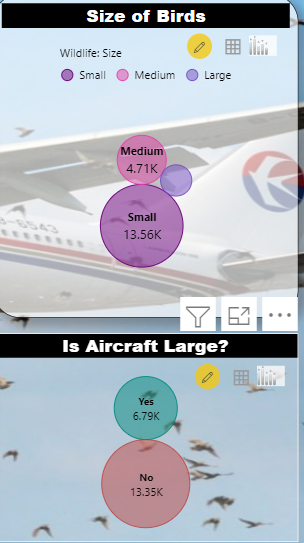 Size of Birds
Wildlife: Size
Small Medium Large
Medium
4.71K
Small
13.56K
6543
Is Aircraft Large?
Yes
6.79K
No
13.35K